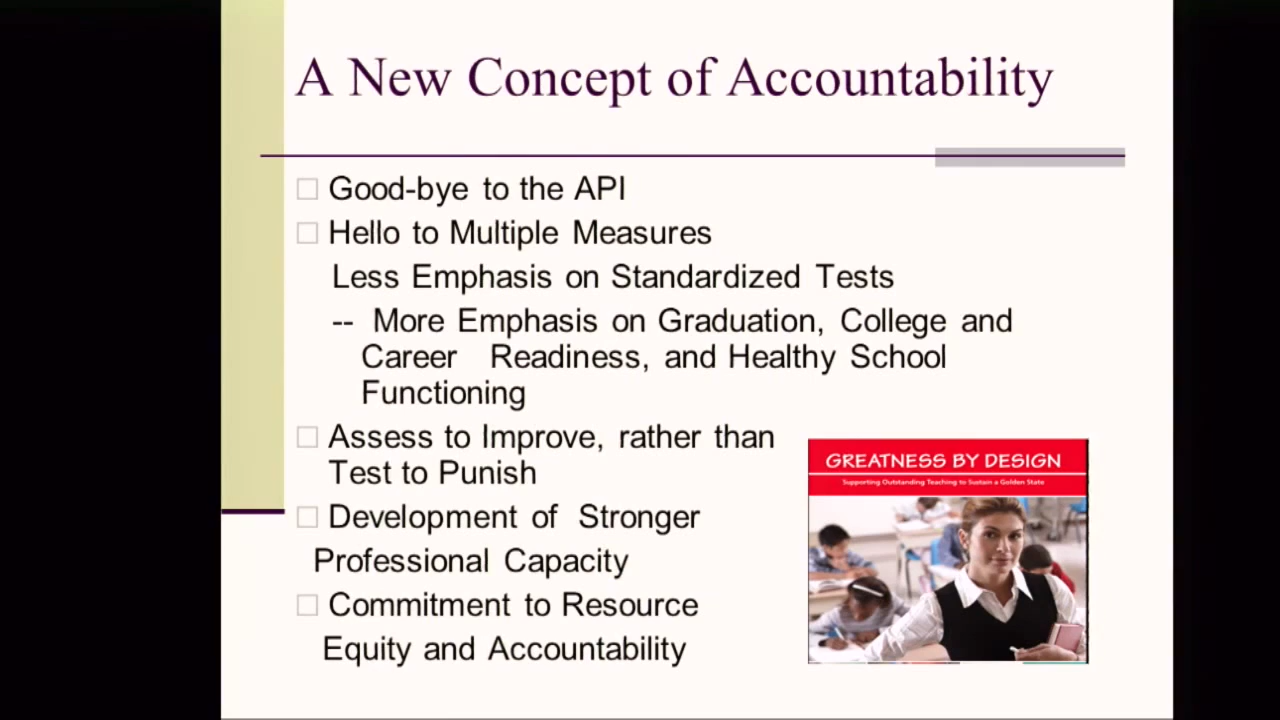 A New Concept of Accountability
Good-bye to the API
Hello to Multiple Measures
Less Emphasis on Standardized Tests
-- More Emphasis on Graduation, College and
Career Readiness, and Healthy School
Functioning
Assess to Improve, rather than
Test to Punish
Development of Stronger
Professional Capacity
Commitment to Resource
Equity and Accountability
GREATNESS BY DESIGN
Supporting Outstanding Teaching to Sustain a Golden State